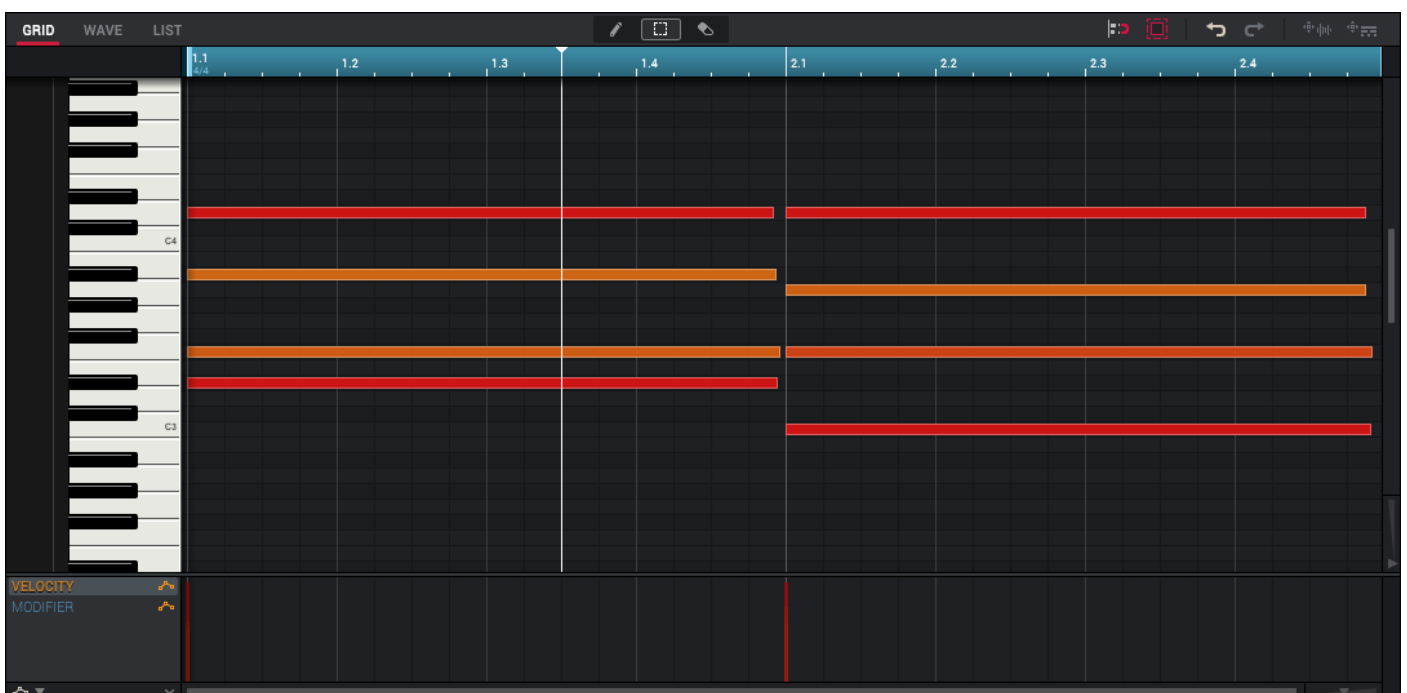 GRID WAVE LIST
1.1 1.2 1.3 1.4 2.1 2.2 2.3 2.4
4/4
C4
C3
VELOCITY
MODIFIER